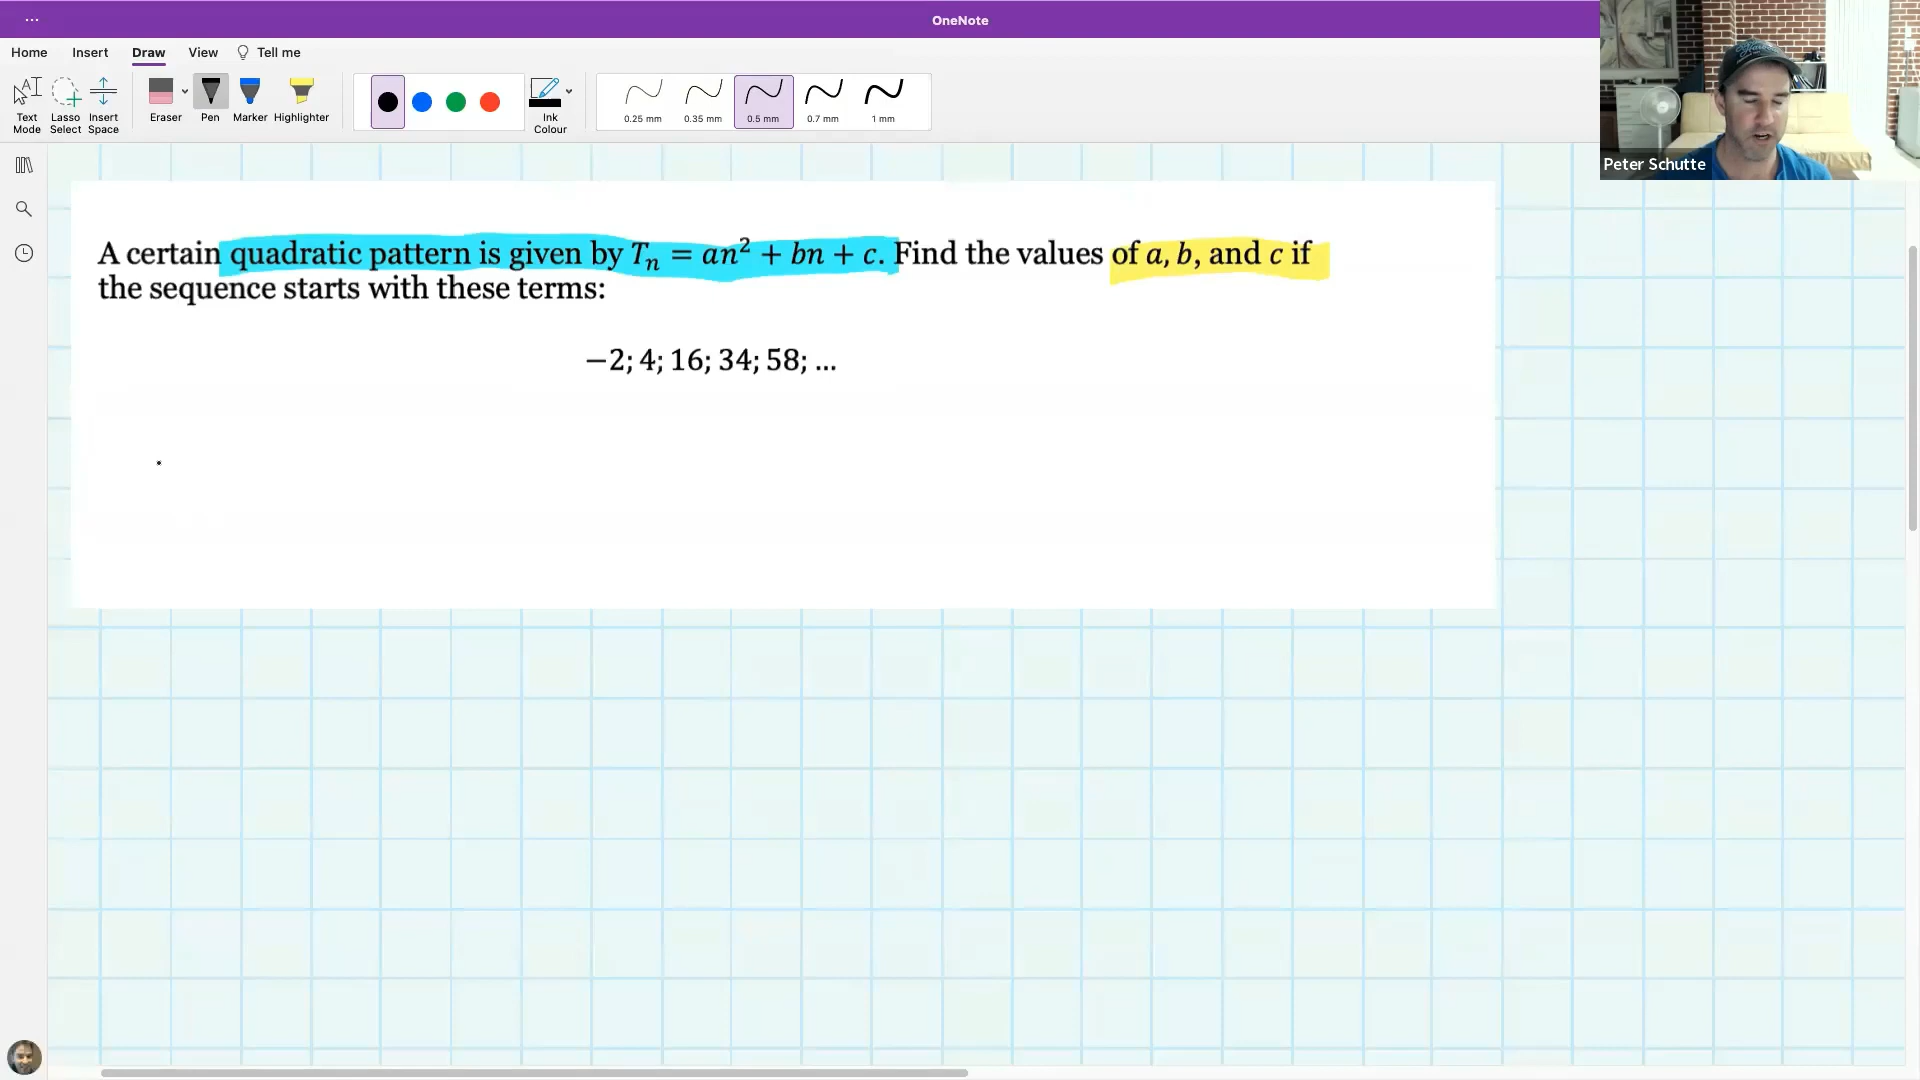 OneNote
Home Insert Draw View Tell me
Text Mode
Lasso Select
Insert Space
Eraser
Pen
Marker
Highlighter
Ink Colour
0.25 mm
0.35 mm
0.5 mm
0.7 mm
1 mm
Peter Schutte
A certain quadratic pattern is given by Tₙ = an² + bn + c. Find the values of a, b, and c if
the sequence starts with these terms:
−2; 4; 16; 34; 58; ...